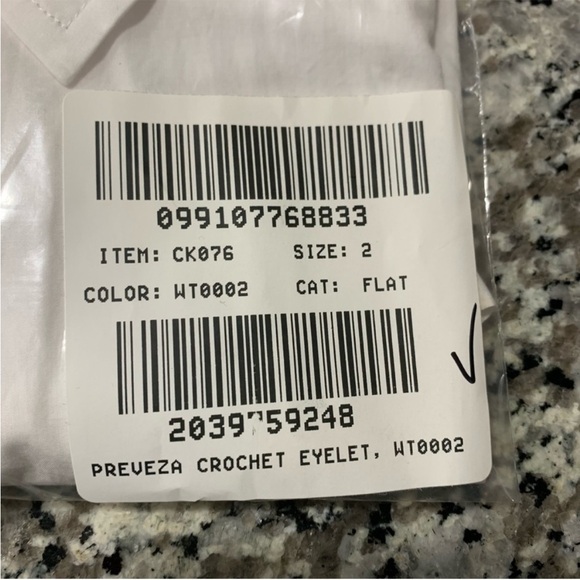 099107768833
ITEM: CK076 SIZE: 2
COLOR: WT0002 CAT: FLAT
PREVEZA CROCHET EYELET, WT0002